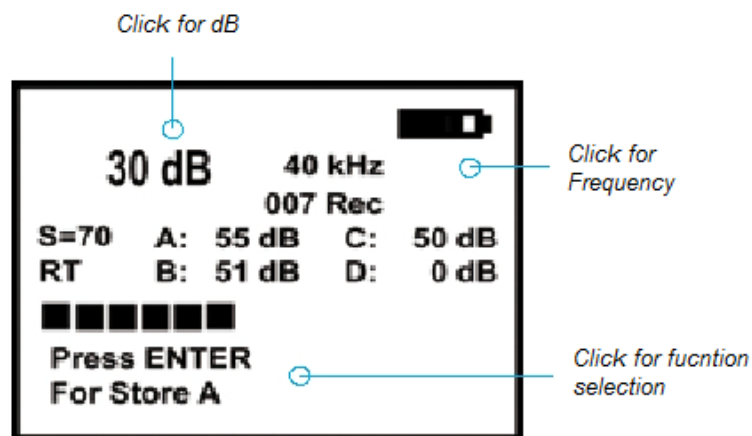 Click for dB
30 dB 40 kHz
007 Rec
Click for
Frequency
S=70 A: 55 dB C: 50 dB
RT B: 51 dB D: 0 dB
Press ENTER
For Store A
Click for fucntion
selection